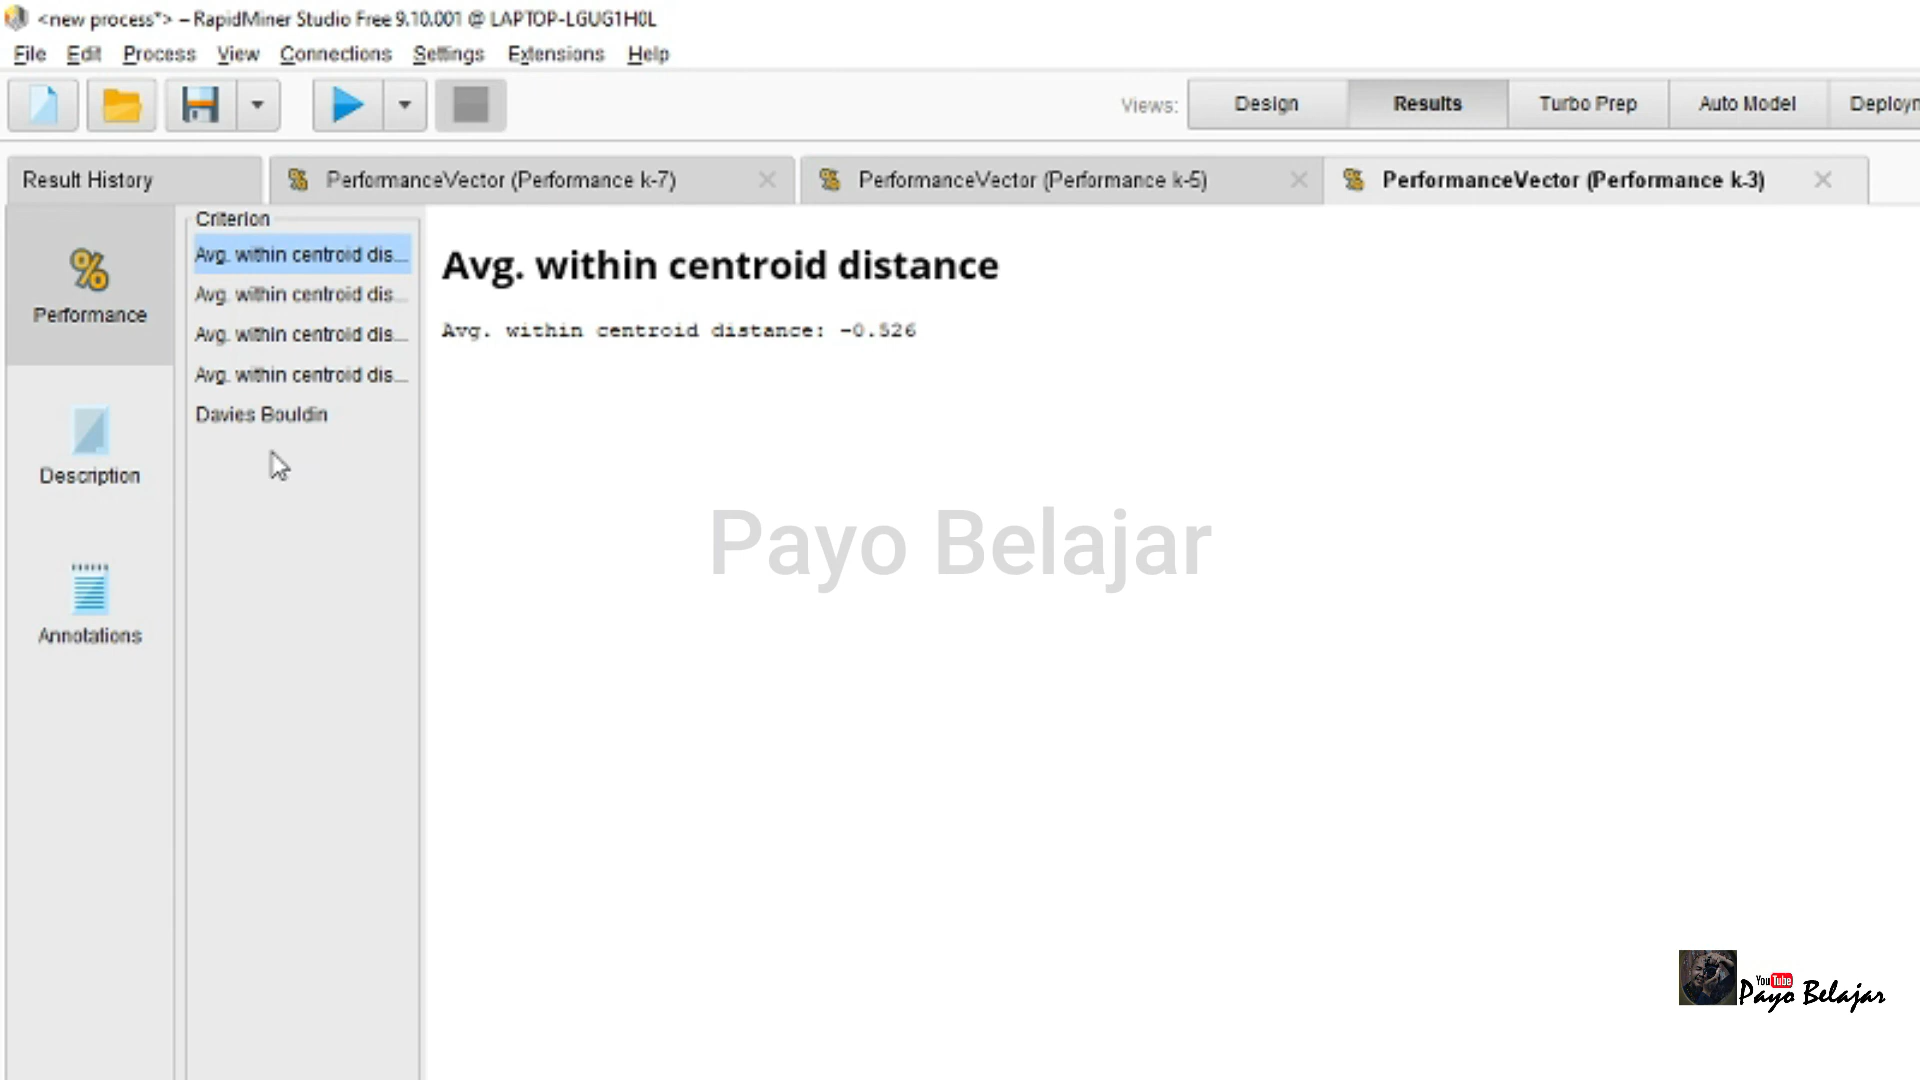 <new process*> – RapidMiner Studio Free 9.10.001 @ LAPTOP-LGUG1H0L
File Edit Process View Connections Settings Extensions Help
Views: Design Results Turbo Prep Auto Model Deploym
Result History PerformanceVector (Performance k-7) PerformanceVector (Performance k-5) PerformanceVector (Performance k-3)
Criterion
%
Performance
Avg. within centroid dis...
Avg. within centroid dis...
Avg. within centroid dis...
Avg. within centroid dis...
Davies Bouldin
Description
Annotations
Avg. within centroid distance
Avg. within centroid distance: -0.526
Payo Belajar
YouTube
Payo Belajar